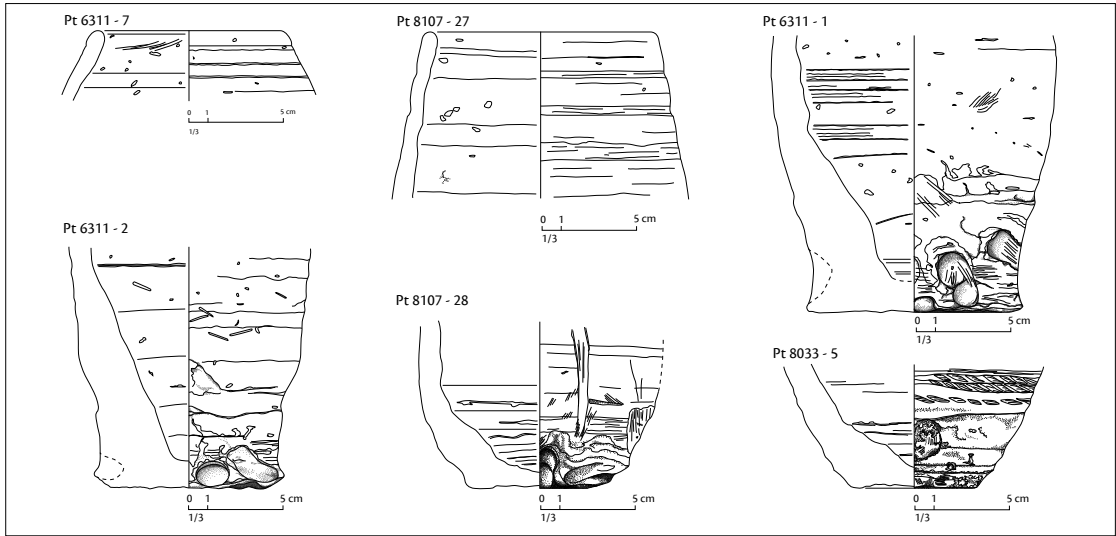 Pt 6311 - 7
0 1 5 cm
1/3
Pt 8107 - 27
0 1 5 cm
1/3
Pt 6311 - 1
0 1 5 cm
1/3
Pt 6311 - 2
0 1 5 cm
1/3
Pt 8107 - 28
0 1 5 cm
1/3
Pt 8033 - 5
0 1 5 cm
1/3